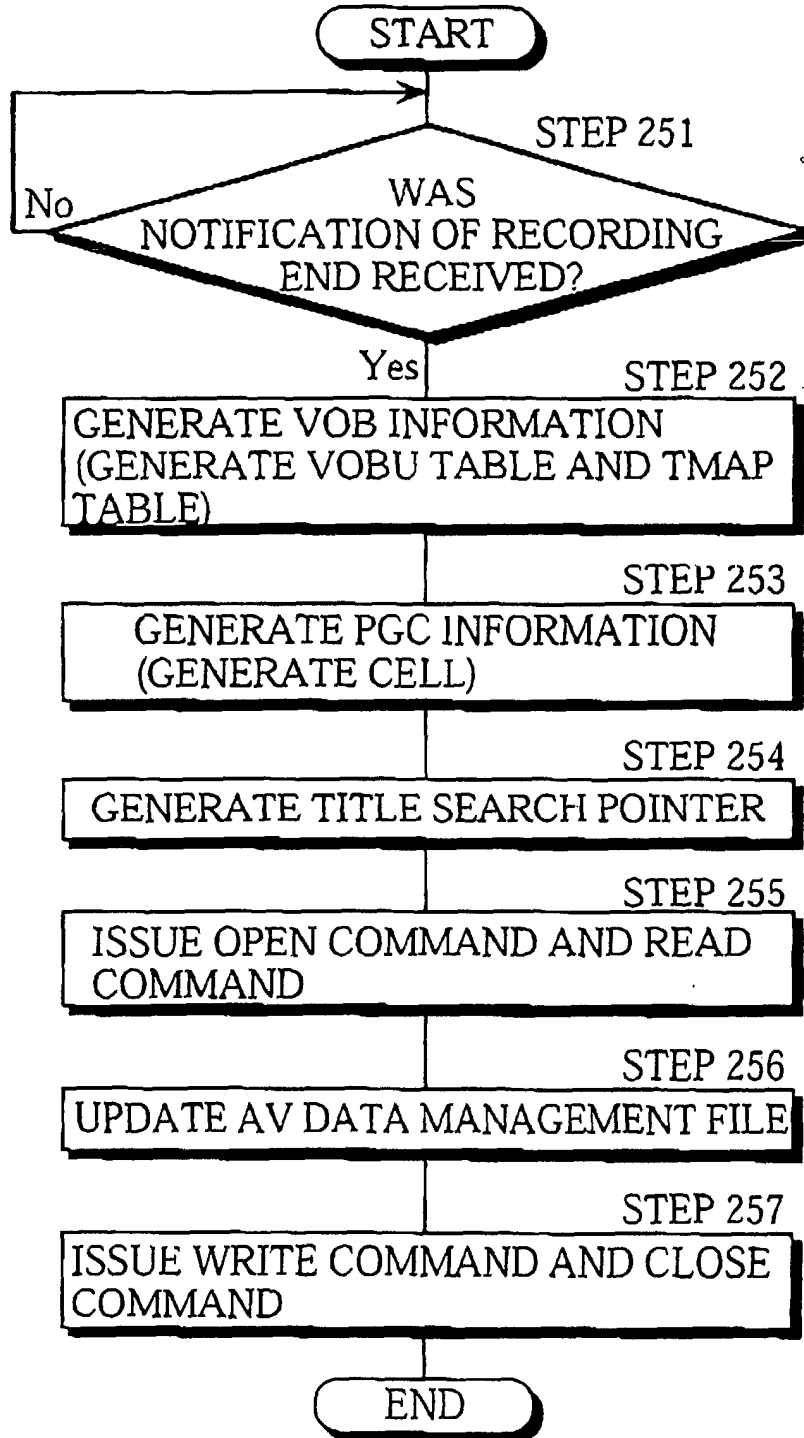 START
STEP 251
No
WAS
NOTIFICATION OF RECORDING
END RECEIVED?
Yes
STEP 252
GENERATE VOB INFORMATION
(GENERATE VOBU TABLE AND TMAP
TABLE)
STEP 253
GENERATE PGC INFORMATION
(GENERATE CELL)
STEP 254
GENERATE TITLE SEARCH POINTER
STEP 255
ISSUE OPEN COMMAND AND READ
COMMAND
STEP 256
UPDATE AV DATA MANAGEMENT FILE
STEP 257
ISSUE WRITE COMMAND AND CLOSE
COMMAND
END